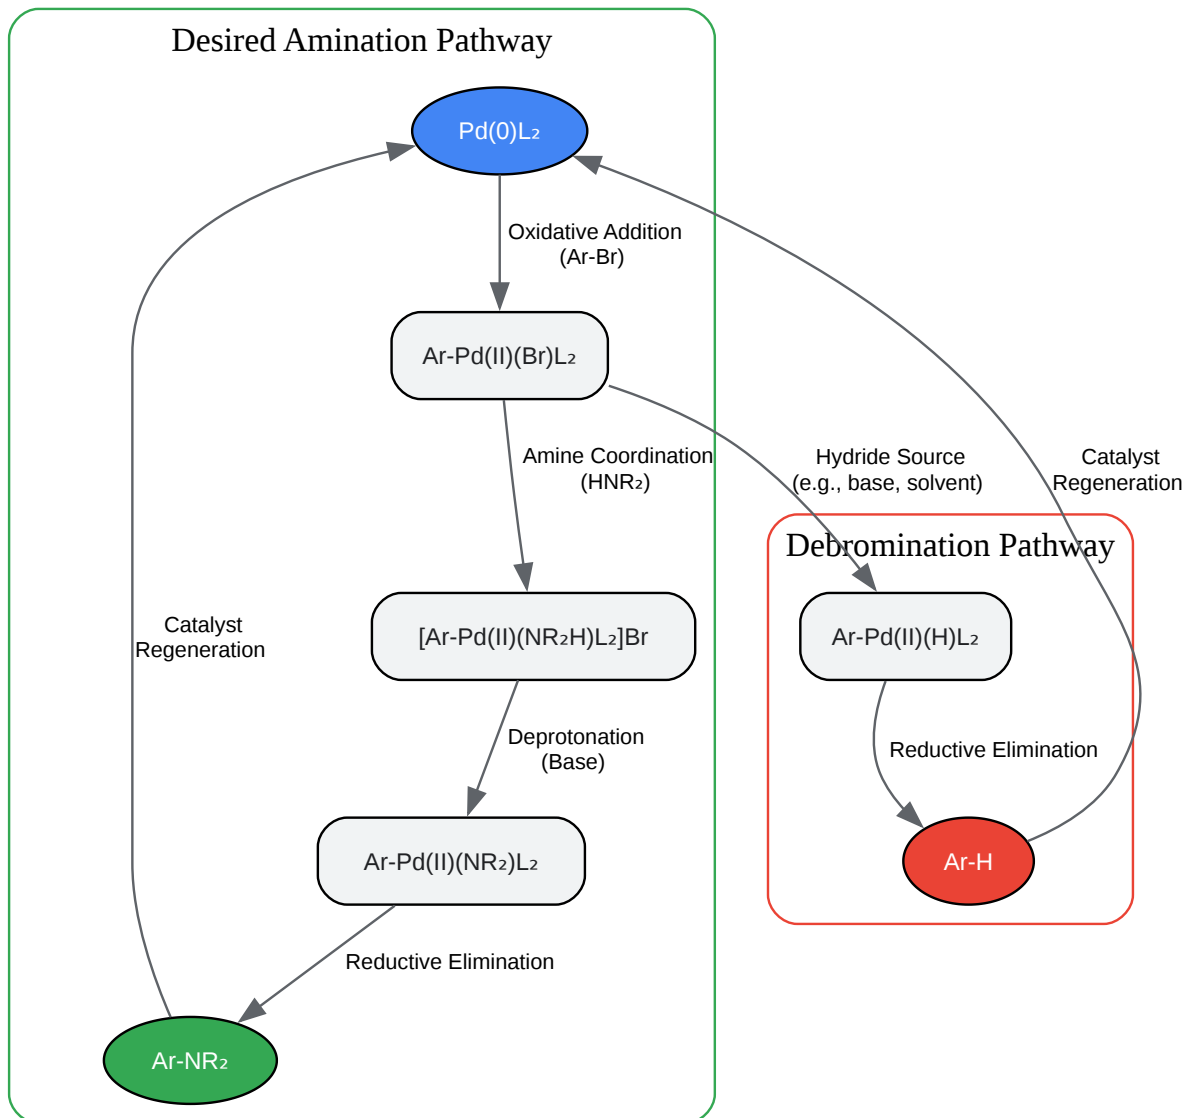 Desired Amination Pathway
Pd(0)L₂
Oxidative Addition
(Ar-Br)
Ar-Pd(II)(Br)L₂
Amine Coordination
(HNR₂)
Hydride Source
(e.g., base, solvent)
Catalyst
Regeneration
Debromination Pathway
Catalyst
Regeneration
[Ar-Pd(II)(NR₂H)L₂]Br
Ar-Pd(II)(H)L₂
Deprotonation
(Base)
Reductive Elimination
Ar-Pd(II)(NR₂)L₂
Ar-H
Reductive Elimination
Ar-NR₂